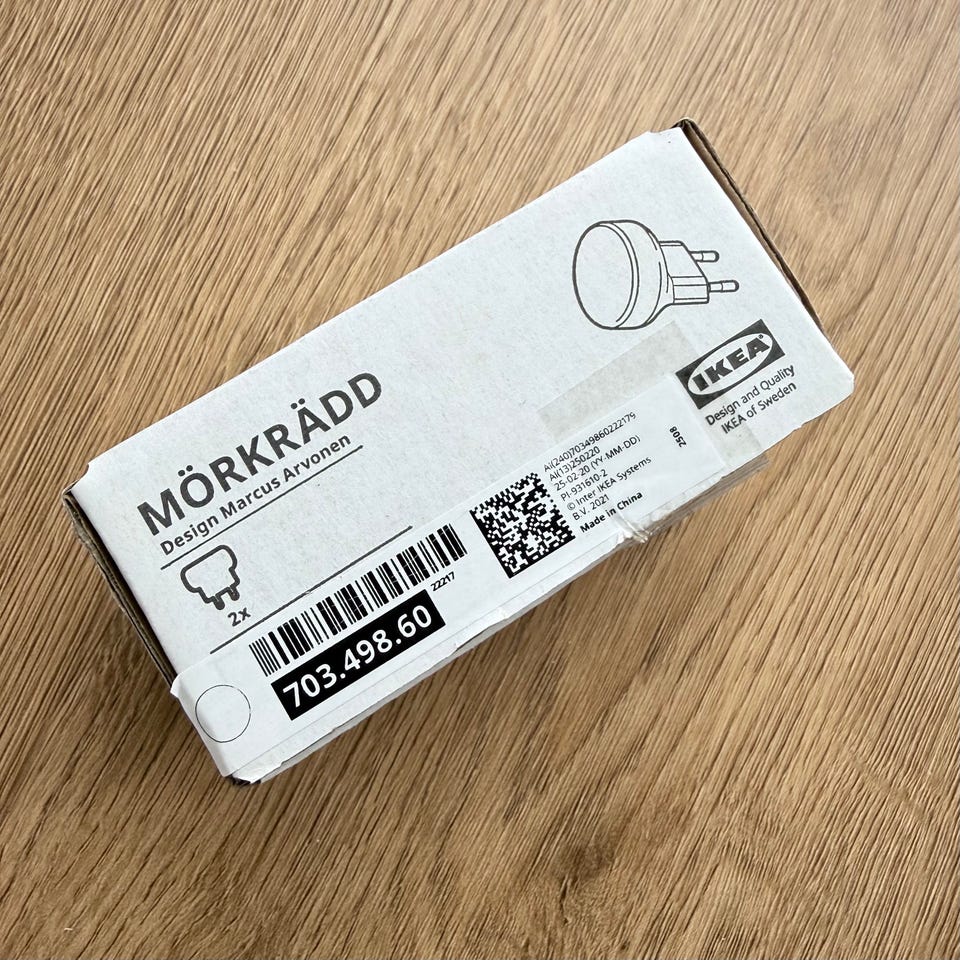 MÖRKRÄDD
Design Marcus Arvonen
2x
22217
703.498.60
AI(240)70349860222179
AI(13)250220
25-02-20 (YY-MM-DD)
PI-931610-2
© Inter IKEA Systems
B.V. 2021
Made in China
2508
IKEA®
Design and Quality
IKEA of Sweden